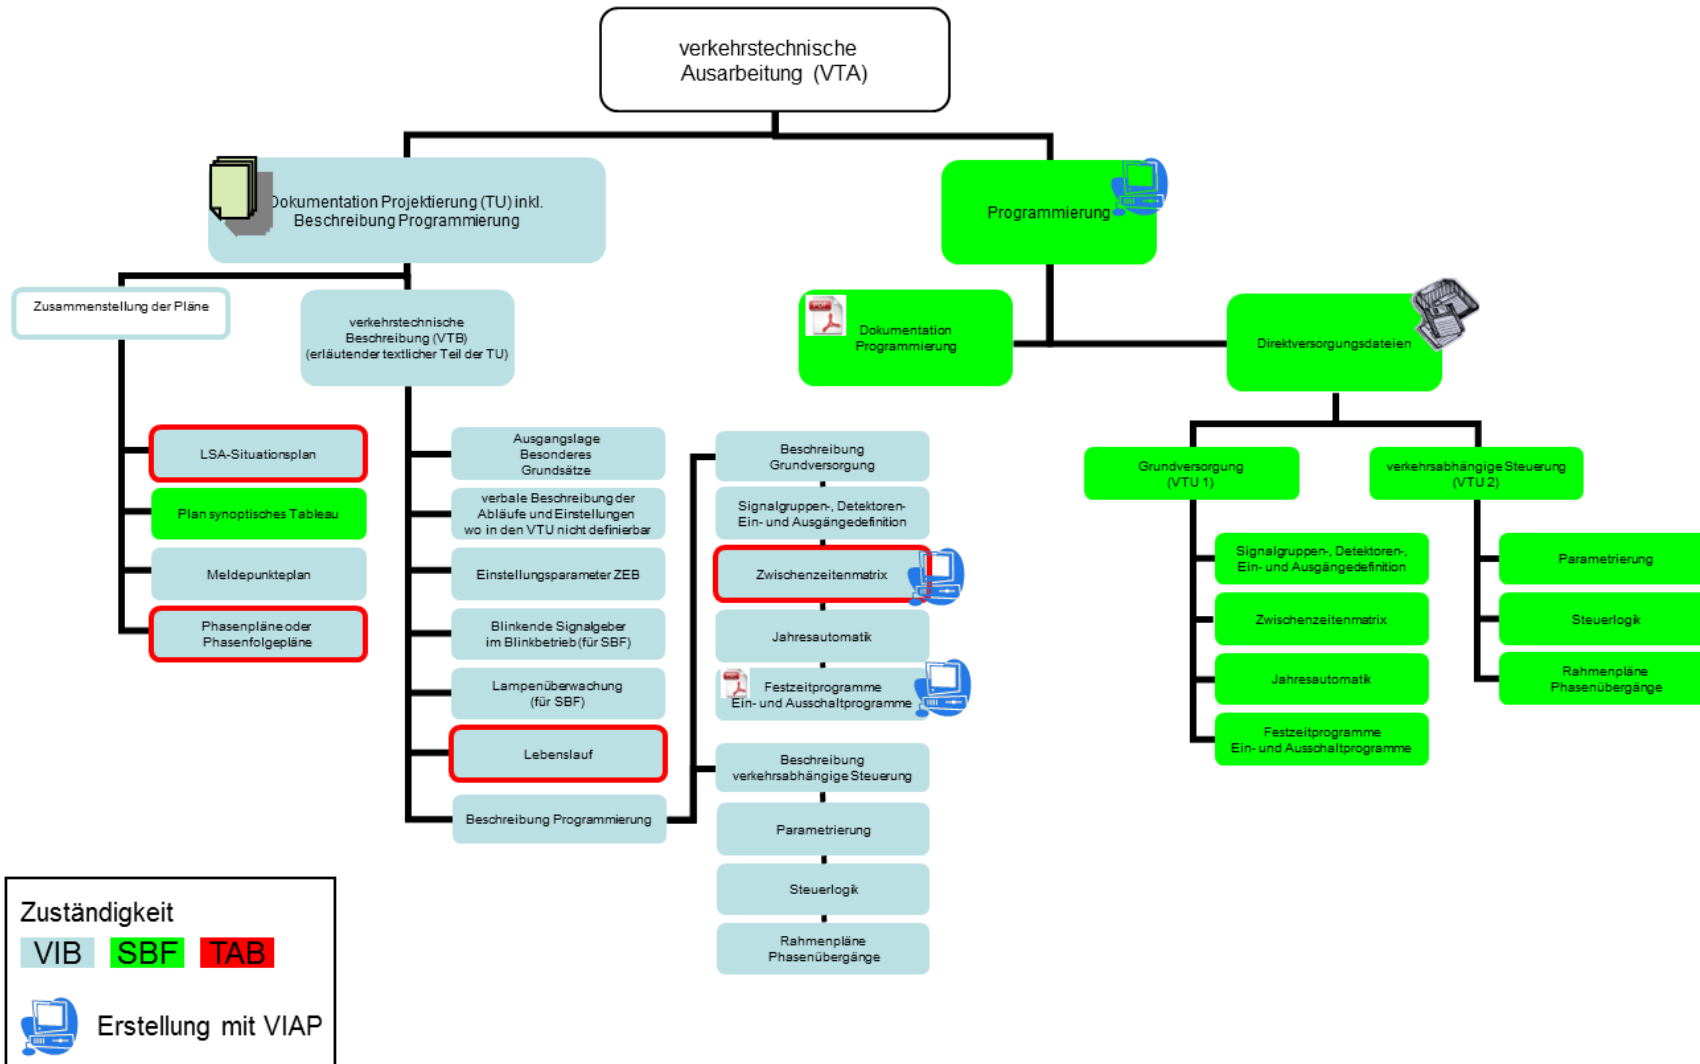 verkehrstechnische
Ausarbeitung (VTA)
Dokumentation Projektierung (TU) inkl.
Beschreibung Programmierung
Programmierung
Zusammenstellung der Pläne
verkehrstechnische
Beschreibung (VTB)
(erläutender textlicher Teil der TU)
PDF
Dokumentation
Programmierung
Direktversorgungsdateien
LSA-Situationsplan
Plan synoptisches Tableau
Meldepunkteplan
Phasenpläne oder
Phasenfolgepläne
Ausgangslage
Besonderes
Grundsätze
verbale Beschreibung der
Abläufe und Einstellungen
wo in den VTU nicht definierbar
Einstellungsparameter ZEB
Blinkende Signalgeber
im Blinkbetrieb (für SBF)
Lampenüberwachung
(für SBF)
Lebenslauf
Beschreibung Programmierung
Beschreibung
Grundversorgung
Signalgruppen-, Detektoren-
Ein- und Ausgängedefinition
Zwischenzeitenmatrix
Jahresautomatik
PDF
Festzeitprogramme
Ein- und Ausschaltprogramme
Beschreibung
verkehrsabhängige Steuerung
Parametrierung
Steuerlogik
Rahmenpläne
Phasenübergänge
Grundversorgung
(VTU 1)
Signalgruppen-, Detektoren-,
Ein- und Ausgängedefinition
Zwischenzeitenmatrix
Jahresautomatik
Festzeitprogramme
Ein- und Ausschaltprogramme
verkehrsabhängige Steuerung
(VTU 2)
Parametrierung
Steuerlogik
Rahmenpläne
Phasenübergänge
Zuständigkeit
VIB SBF TAB
Erstellung mit VIAP